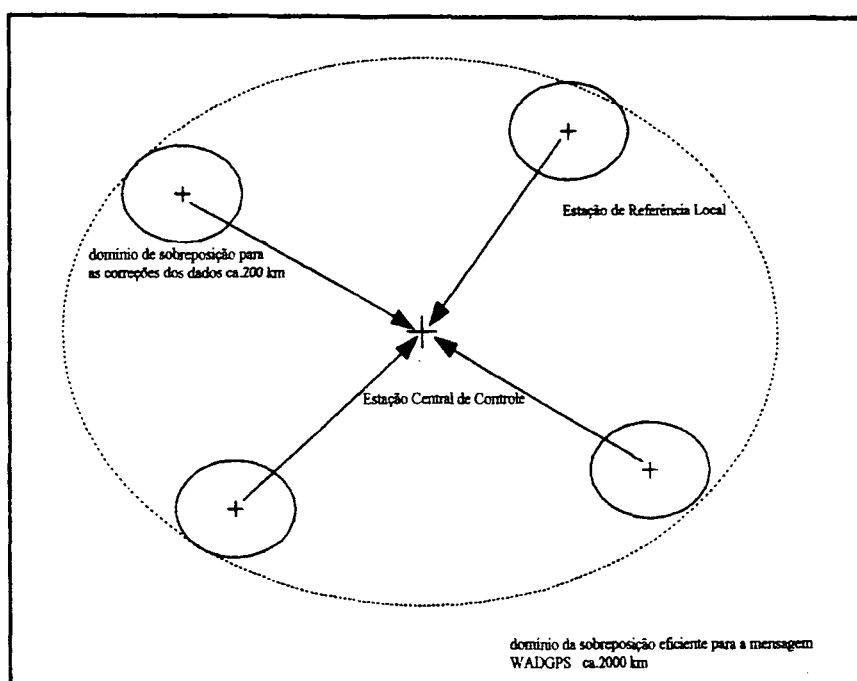 Estação de Referência Local
domínio de sobreposição para
as correções dos dados ca.200 km
Estação Central de Controle
domínio da sobreposição eficiente para a mensagem
WADGPS ca.2000 km